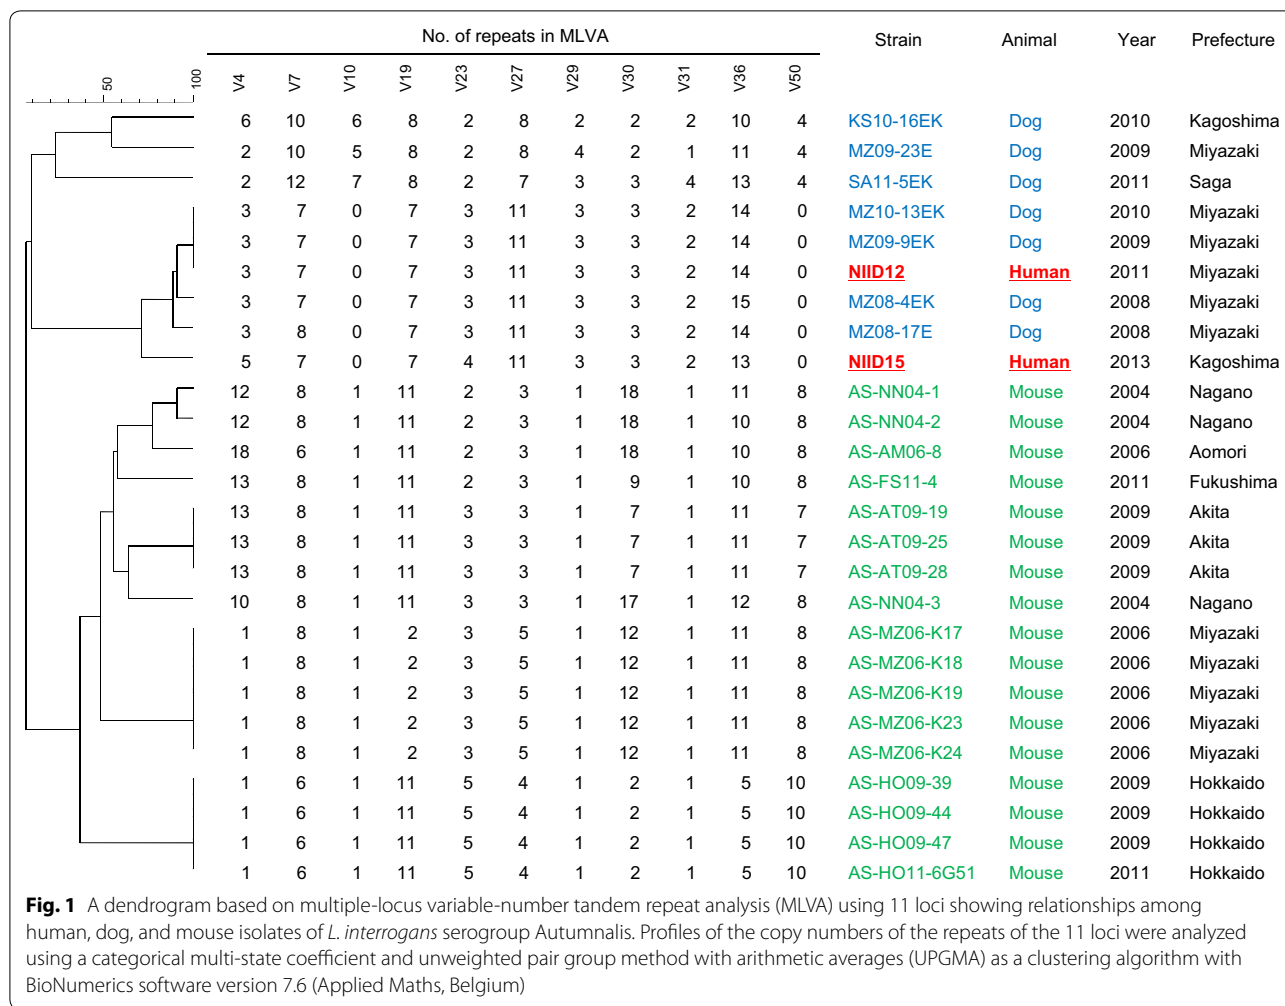 No. of repeats in MLVA Strain Animal Year Prefecture
50 100 V4 V7 V10 V19 V23 V27 V29 V30 V31 V36 V50
6 10 6 8 2 8 2 2 2 10 4 KS10-16EK Dog 2010 Kagoshima
2 10 5 8 2 8 4 2 1 11 4 MZ09-23E Dog 2009 Miyazaki
2 12 7 8 2 7 3 3 4 13 4 SA11-5EK Dog 2011 Saga
3 7 0 7 3 11 3 3 2 14 0 MZ10-13EK Dog 2010 Miyazaki
3 7 0 7 3 11 3 3 2 14 0 MZ09-9EK Dog 2009 Miyazaki
3 7 0 7 3 11 3 3 2 14 0 NIID12 Human 2011 Miyazaki
3 7 0 7 3 11 3 3 2 15 0 MZ08-4EK Dog 2008 Miyazaki
3 8 0 7 3 11 3 3 2 14 0 MZ08-17E Dog 2008 Miyazaki
5 7 0 7 4 11 3 3 2 13 0 NIID15 Human 2013 Kagoshima
12 8 1 11 2 3 1 18 1 11 8 AS-NN04-1 Mouse 2004 Nagano
12 8 1 11 2 3 1 18 1 10 8 AS-NN04-2 Mouse 2004 Nagano
18 6 1 11 2 3 1 18 1 10 8 AS-AM06-8 Mouse 2006 Aomori
13 8 1 11 2 3 1 9 1 10 8 AS-FS11-4 Mouse 2011 Fukushima
13 8 1 11 3 3 1 7 1 11 7 AS-AT09-19 Mouse 2009 Akita
13 8 1 11 3 3 1 7 1 11 7 AS-AT09-25 Mouse 2009 Akita
13 8 1 11 3 3 1 7 1 11 7 AS-AT09-28 Mouse 2009 Akita
10 8 1 11 3 3 1 17 1 12 8 AS-NN04-3 Mouse 2004 Nagano
1 8 1 2 3 5 1 12 1 11 8 AS-MZ06-K17 Mouse 2006 Miyazaki
1 8 1 2 3 5 1 12 1 11 8 AS-MZ06-K18 Mouse 2006 Miyazaki
1 8 1 2 3 5 1 12 1 11 8 AS-MZ06-K19 Mouse 2006 Miyazaki
1 8 1 2 3 5 1 12 1 11 8 AS-MZ06-K23 Mouse 2006 Miyazaki
1 8 1 2 3 5 1 12 1 11 8 AS-MZ06-K24 Mouse 2006 Miyazaki
1 6 1 11 5 4 1 2 1 5 10 AS-HO09-39 Mouse 2009 Hokkaido
1 6 1 11 5 4 1 2 1 5 10 AS-HO09-44 Mouse 2009 Hokkaido
1 6 1 11 5 4 1 2 1 5 10 AS-HO09-47 Mouse 2009 Hokkaido
1 6 1 11 5 4 1 2 1 5 10 AS-HO11-6G51 Mouse 2011 Hokkaido
Fig. 1 A dendrogram based on multiple-locus variable-number tandem repeat analysis (MLVA) using 11 loci showing relationships among
human, dog, and mouse isolates of L. interrogans serogroup Autumnalis. Profiles of the copy numbers of the repeats of the 11 loci were analyzed
using a categorical multi-state coefficient and unweighted pair group method with arithmetic averages (UPGMA) as a clustering algorithm with
BioNumerics software version 7.6 (Applied Maths, Belgium)